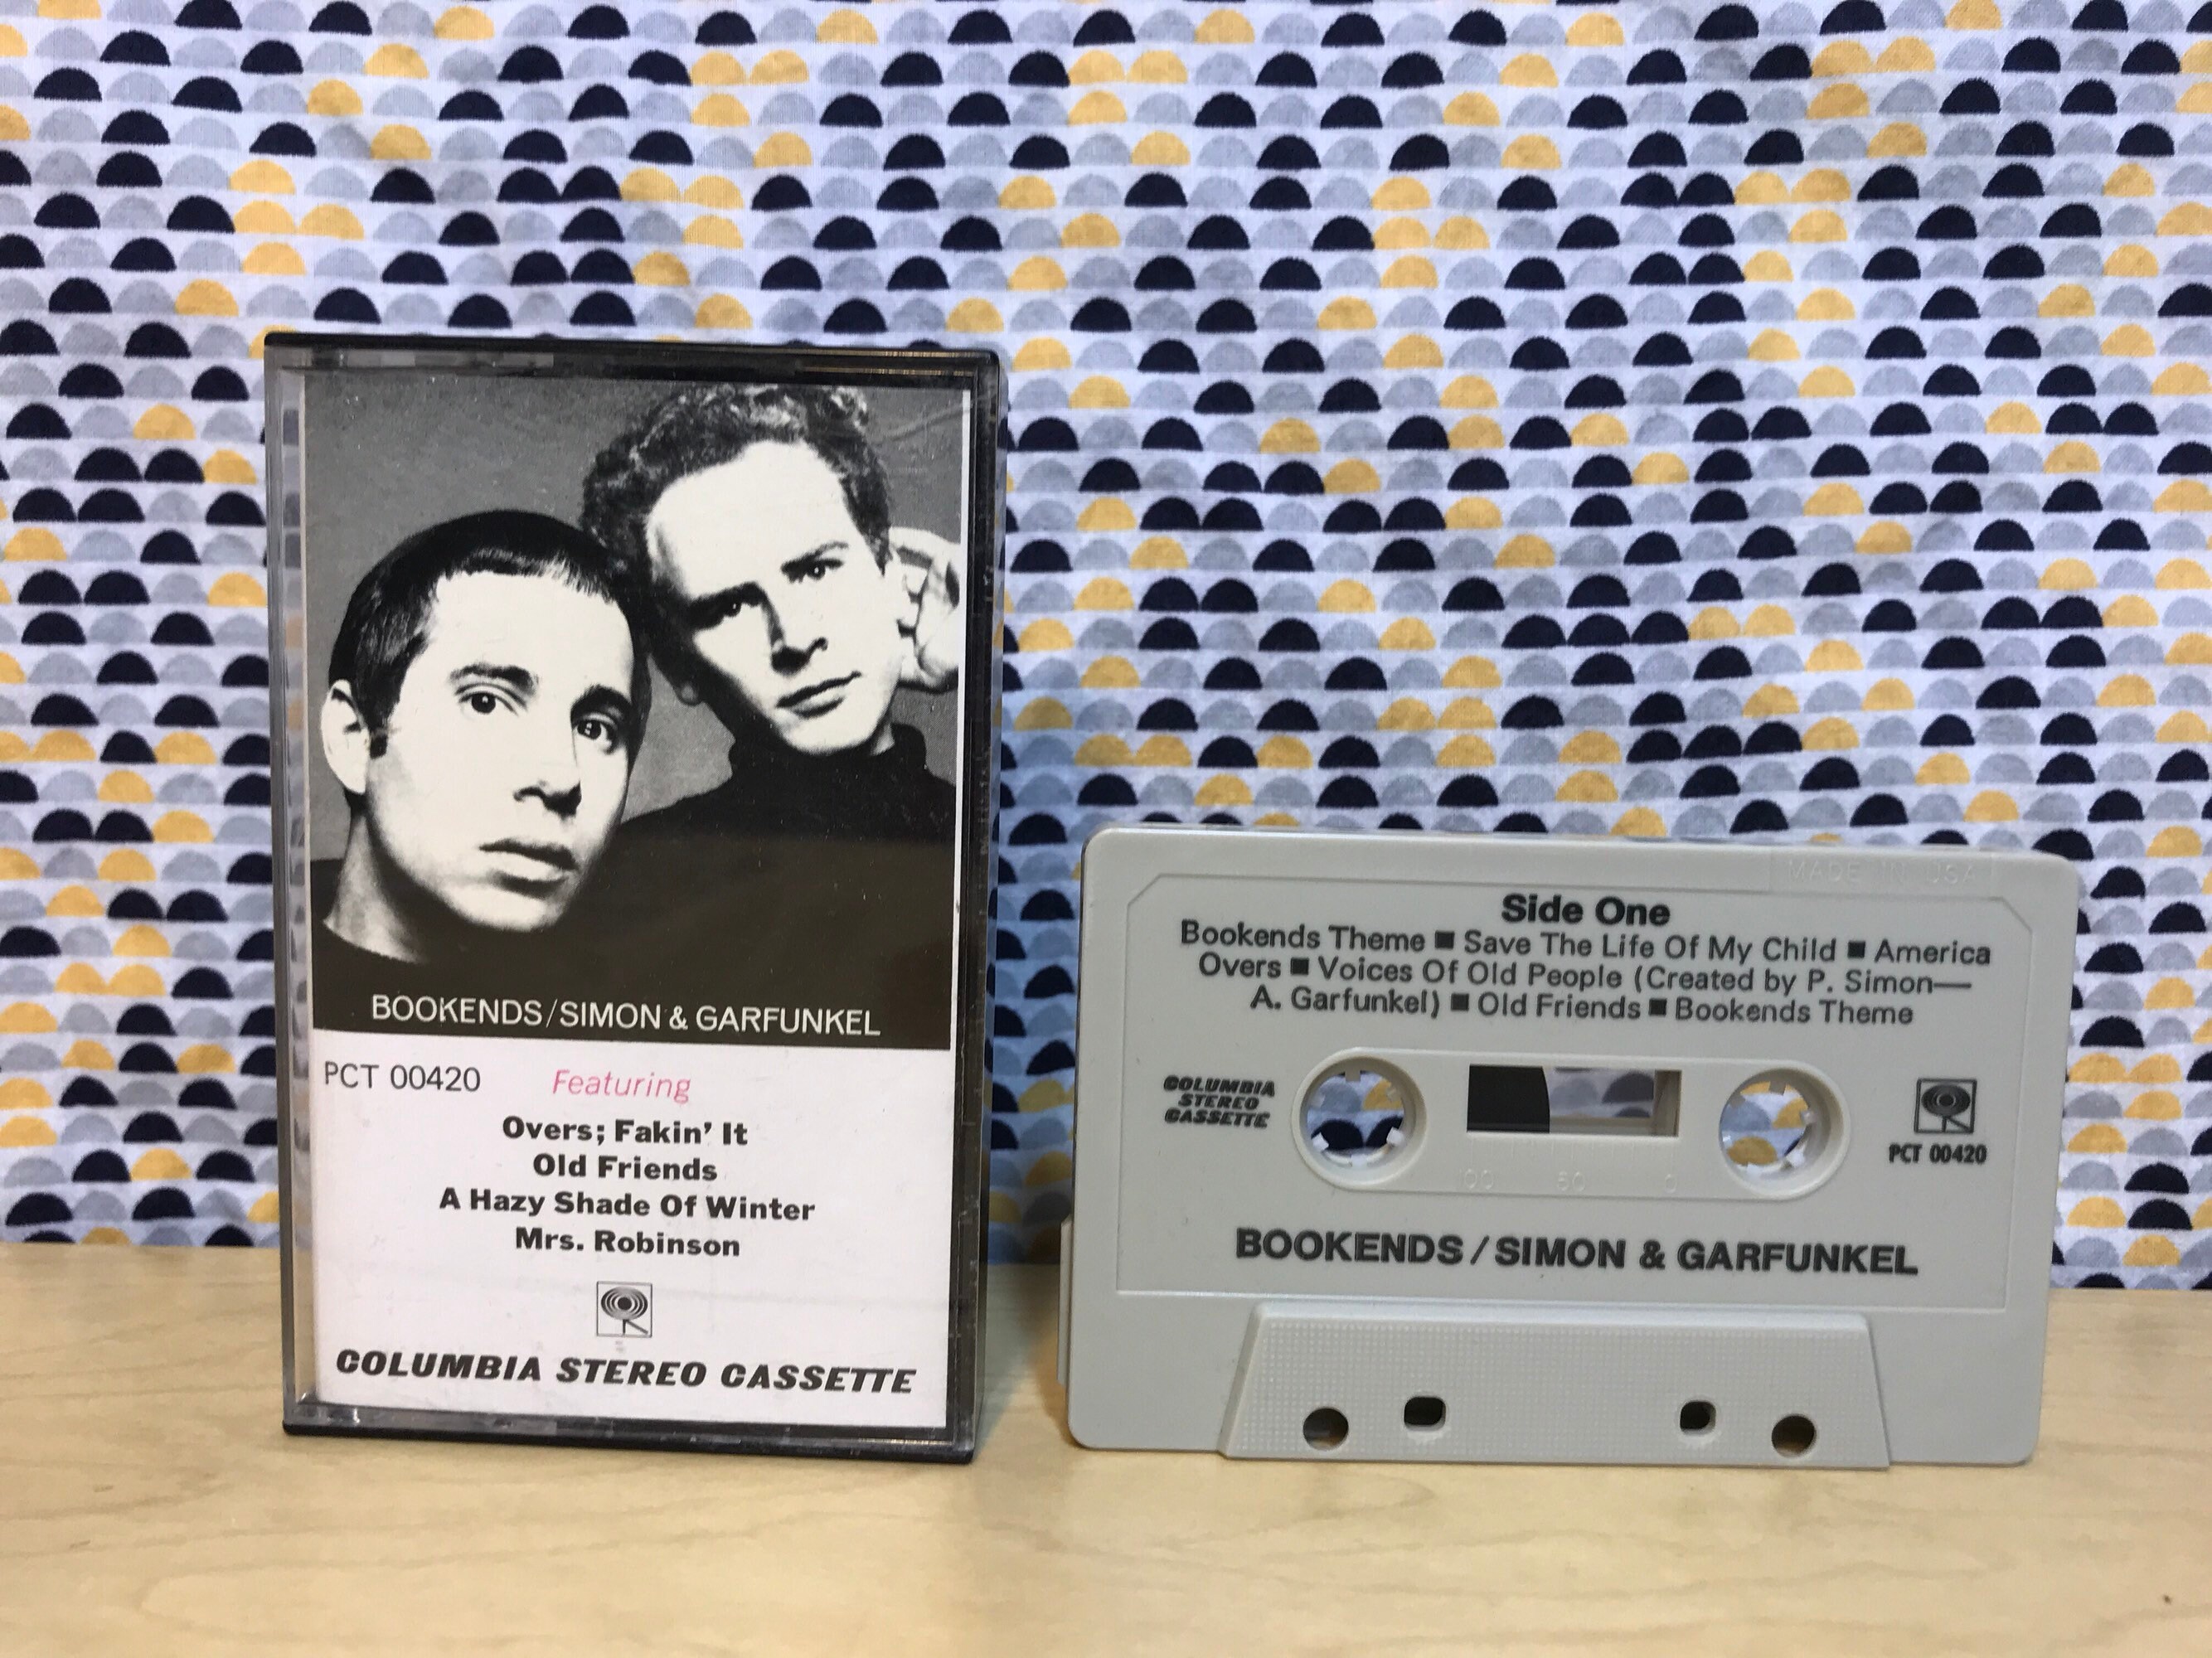 BOOKENDS/SIMON & GARFUNKEL
PCT 00420 Featuring
Overs; Fakin' It
Old Friends
A Hazy Shade Of Winter
Mrs. Robinson
COLUMBIA STEREO CASSETTE
MADE IN USA
Side One
Bookends Theme ■ Save The Life Of My Child ■ America
Overs ■ Voices Of Old People (Created by P. Simon—
A. Garfunkel) ■ Old Friends ■ Bookends Theme
COLUMBIA
STEREO
CASSETTE
PCT 00420
100 50 0
BOOKENDS/SIMON & GARFUNKEL